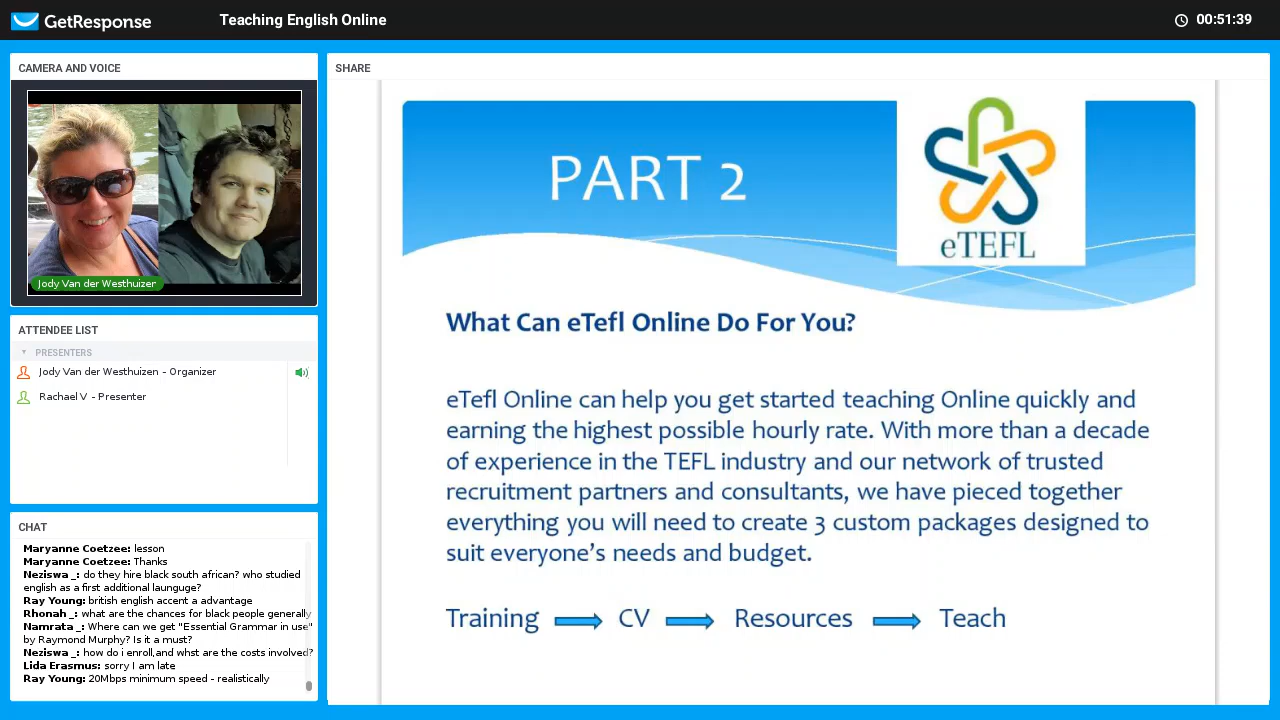 GetResponse
Teaching English Online
00:51:39
CAMERA AND VOICE
Jody Van der Westhuizen
ATTENDEE LIST
PRESENTERS
Jody Van der Westhuizen - Organizer
Rachael V - Presenter
CHAT
Maryanne Coetzee: lesson
Maryanne Coetzee: Thanks
Neziswa _: do they hire black south african? who studied
english as a first additional launguge?
Ray Young: british english accent a advantage
Rhonah _: what are the chances for black people generally
Namrata _: Where can we get "Essential Grammar in use"
by Raymond Murphy? Is it a must?
Neziswa _: how do i enroll,and whst are the costs involved?
Lida Erasmus: sorry I am late
Ray Young: 20Mbps minimum speed - realistically
SHARE
PART 2
eTEFL
What Can eTefl Online Do For You?
eTefl Online can help you get started teaching Online quickly and
earning the highest possible hourly rate. With more than a decade
of experience in the TEFL industry and our network of trusted
recruitment partners and consultants, we have pieced together
everything you will need to create 3 custom packages designed to
suit everyone's needs and budget.
Training CV Resources Teach